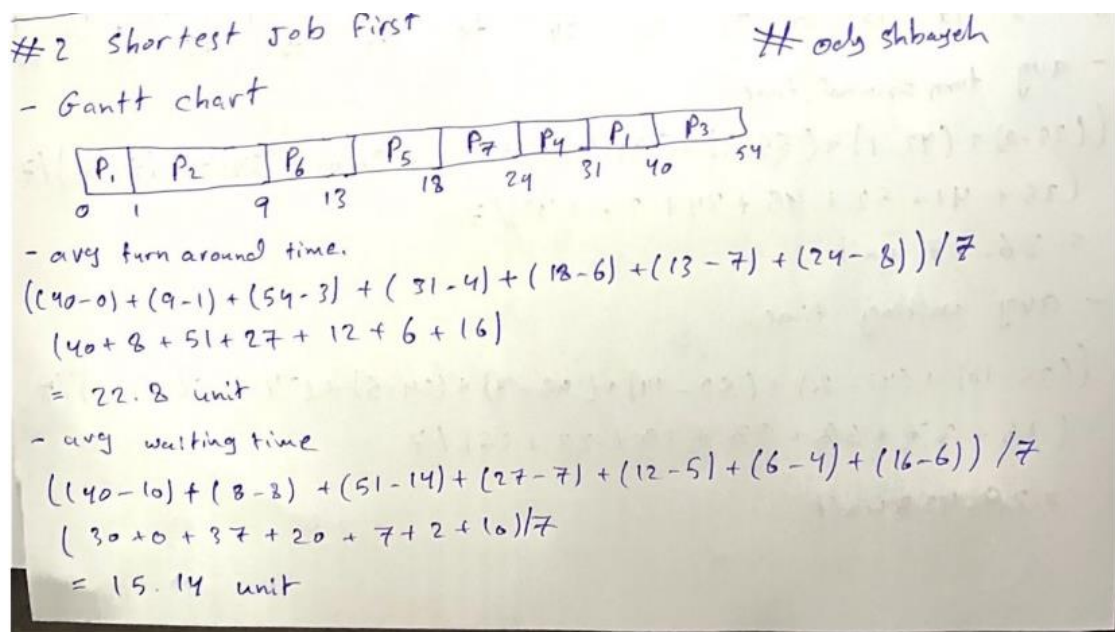 #2 shortest Job First
# ody shbayeh
- Gantt chart
P1 P2 P6 P5 P7 P4 P1 P3
0 1 9 13 18 24 31 40 54
- avg turn around time.
((40-0)+(9-1)+(54-3)+(31-4)+(18-6)+(13-7)+(24-8))/7
(40+8+51+27+12+6+16)
= 22.8 unit
- avg waiting time
((40-10)+(8-8)+(51-14)+(27-7)+(12-5)+(6-4)+(16-6))/7
(30+0+37+20+7+2+10)/7
= 15.14 unit